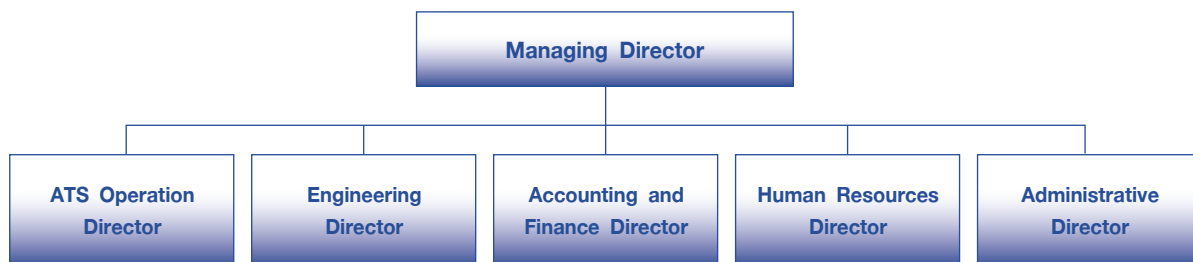 Managing Director
ATS Operation
Director
Engineering
Director
Accounting and
Finance Director
Human Resources
Director
Administrative
Director